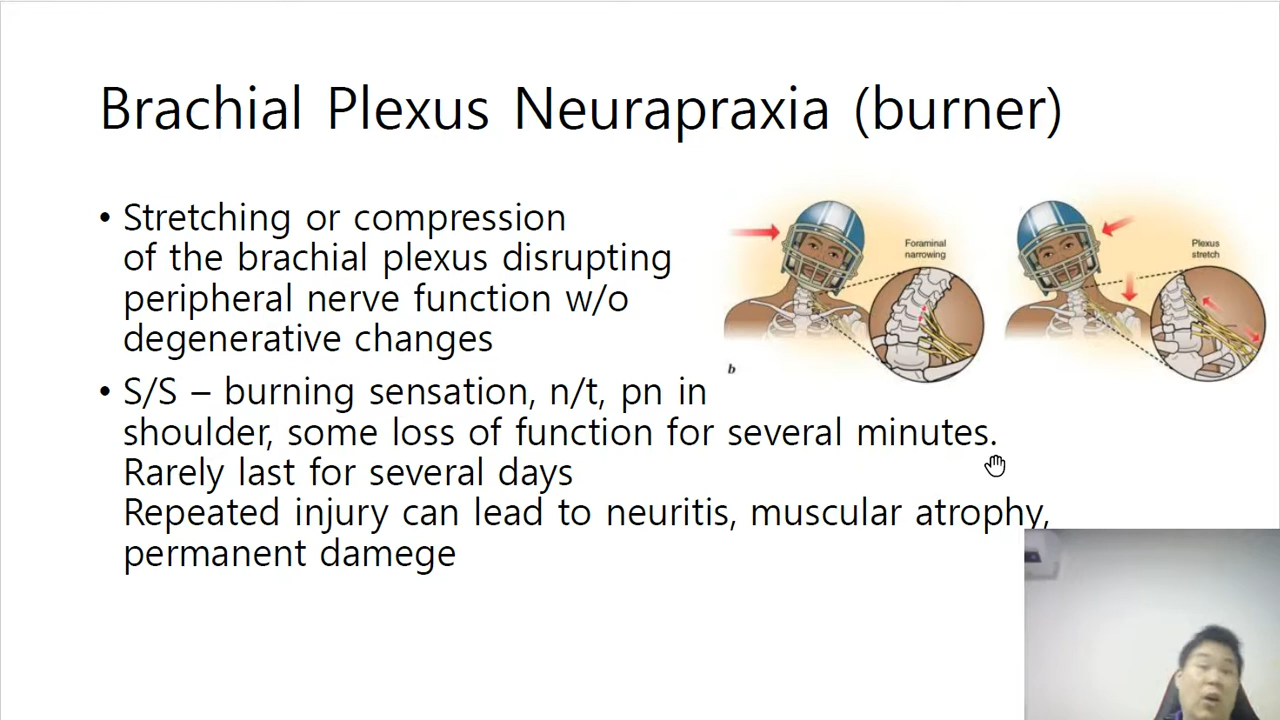 Brachial Plexus Neurapraxia (burner)
• Stretching or compression
of the brachial plexus disrupting
peripheral nerve function w/o
degenerative changes
• S/S – burning sensation, n/t, pn in
shoulder, some loss of function for several minutes.
Rarely last for several days
Repeated injury can lead to neuritis, muscular atrophy,
permanent damege
Foraminal
narrowing
Plexus
stretch
b